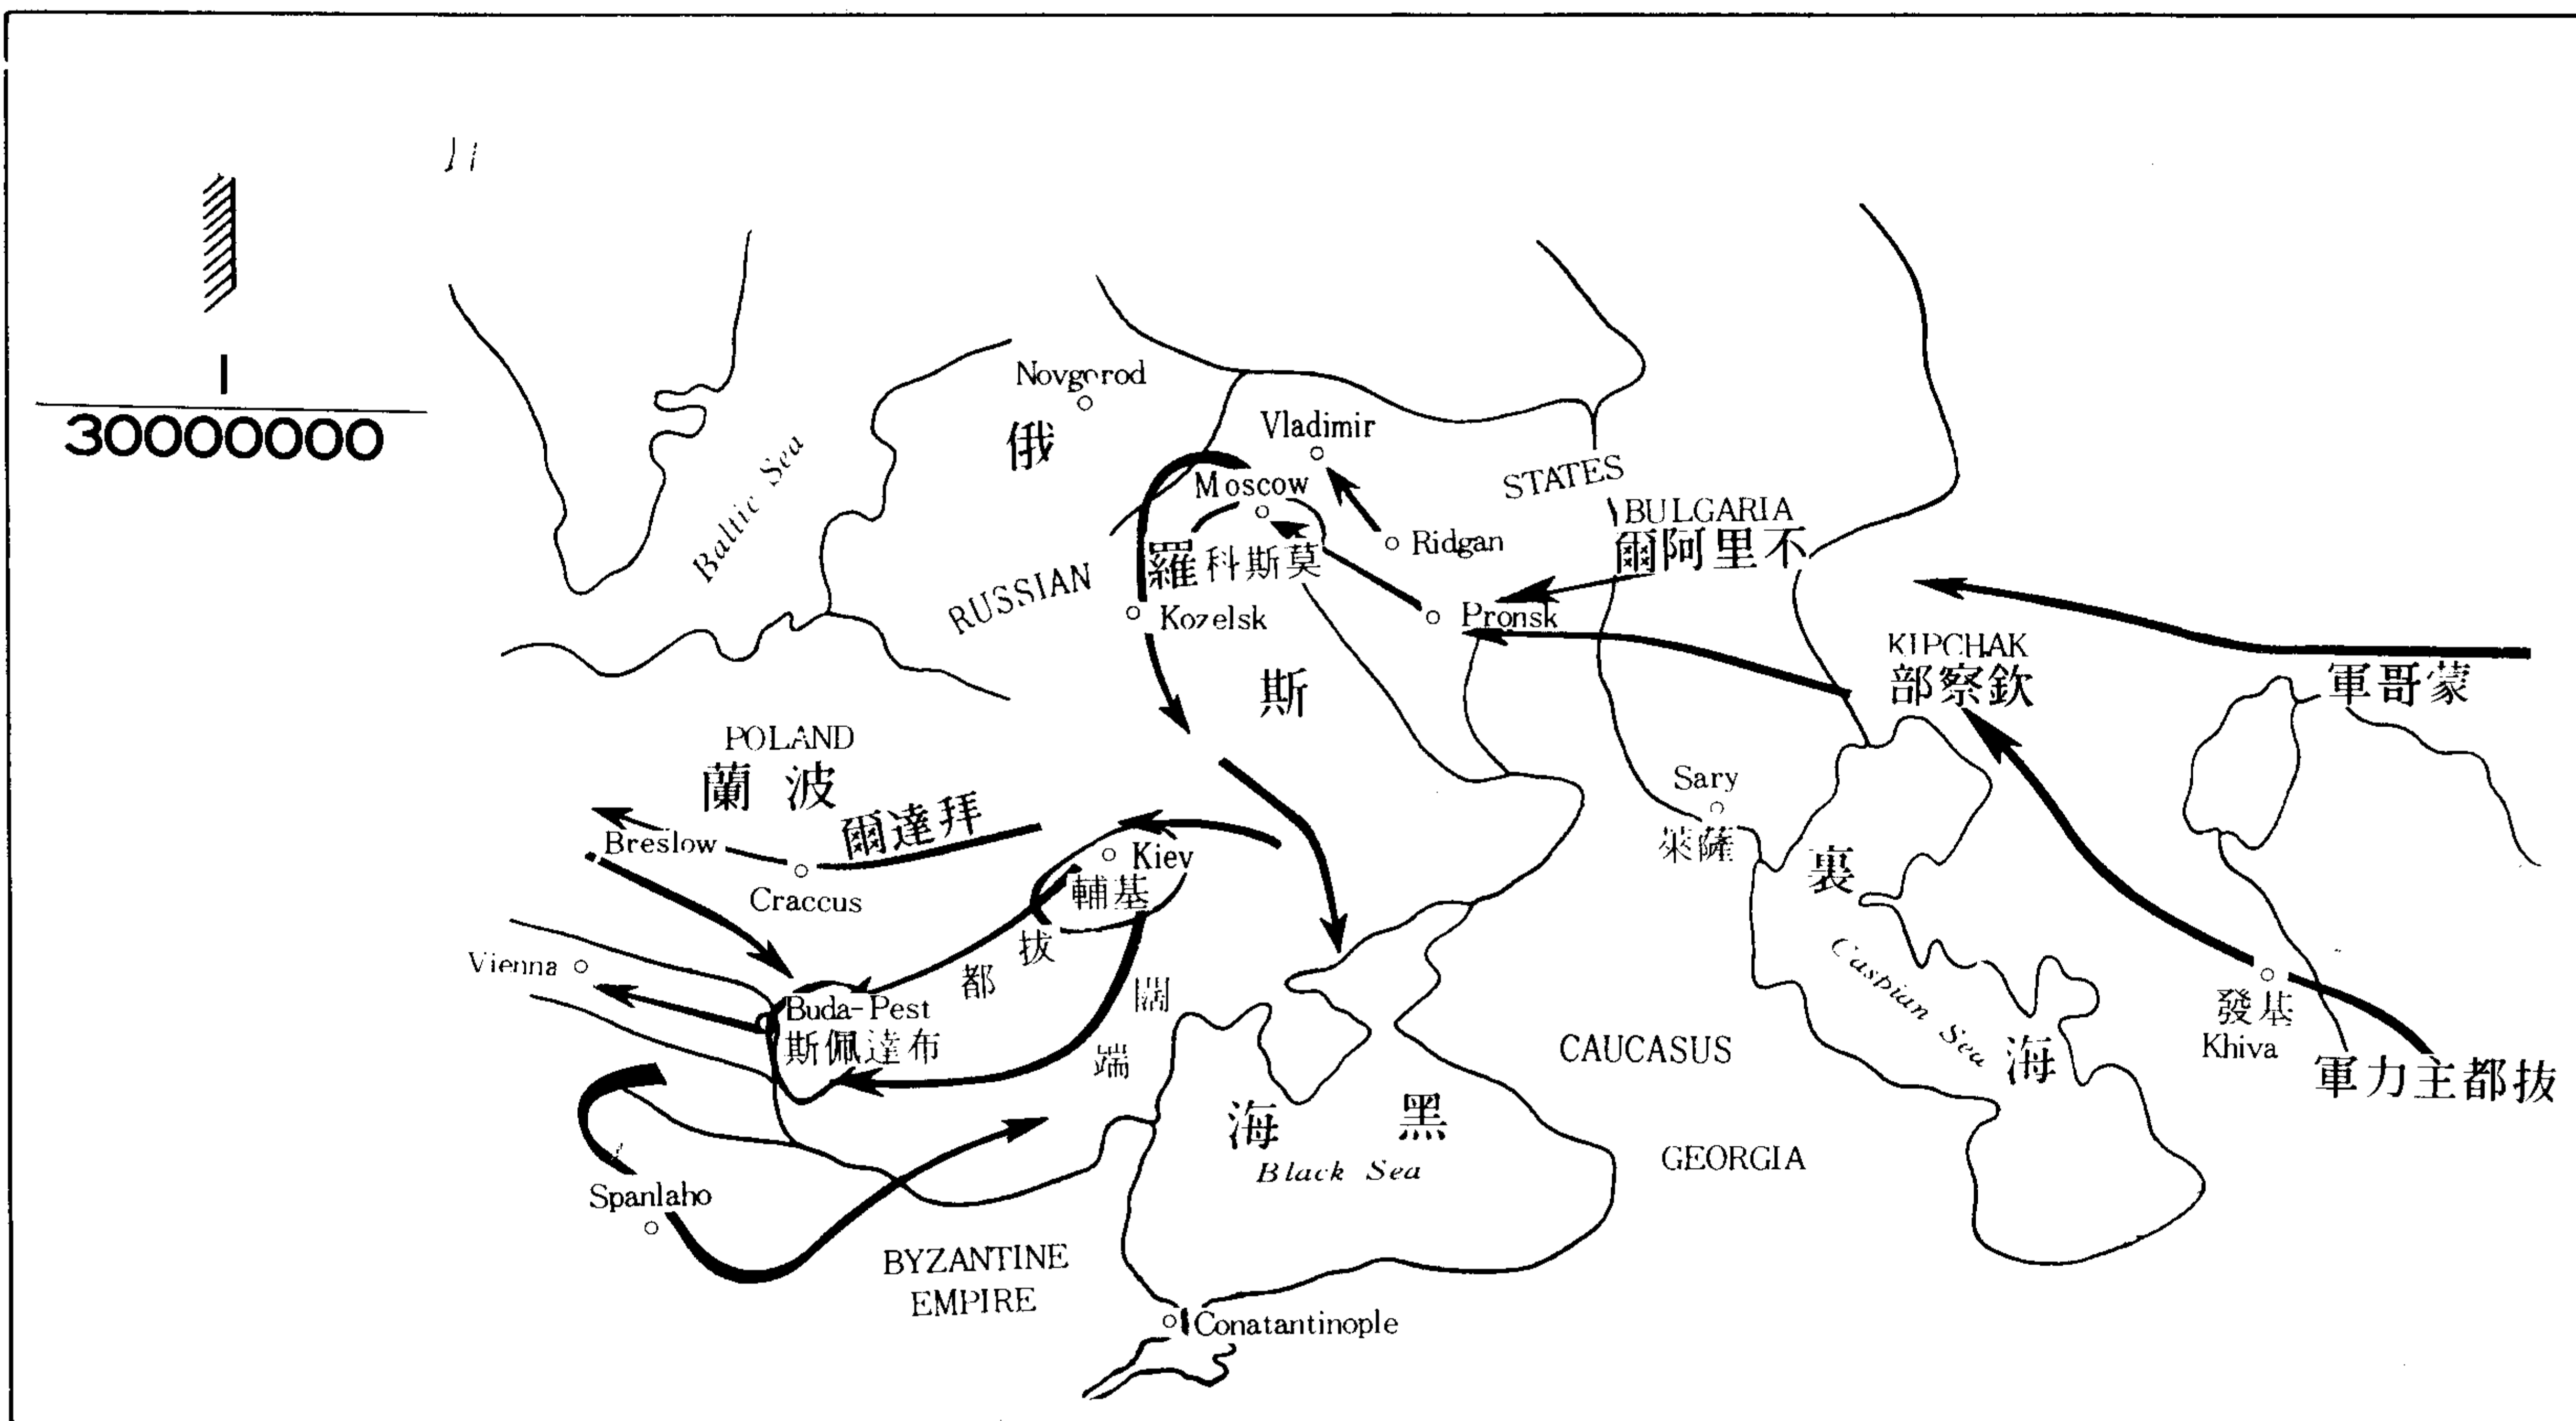 1
30000000
Novgorod
俄
Vladimir
Moscow
STATES
BULGARIA
不里阿爾
Ridgan
羅
莫斯科
Baltic Sea
RUSSIAN
Kozelsk
Pronsk
KIPCHAK
欽察部
蒙哥軍
斯
POLAND
波蘭
Sary
薩萊
拜達爾
Breslow
Craccus
Kiev
基輔
裏
拔
都
Vienna
Caspian Sea
Buda-Pest
布達佩斯
闊
端
基發
Khiva
CAUCASUS
海
拔都主力軍
黑海
Black Sea
GEORGIA
Spanlaho
BYZANTINE
EMPIRE
Conatantinople